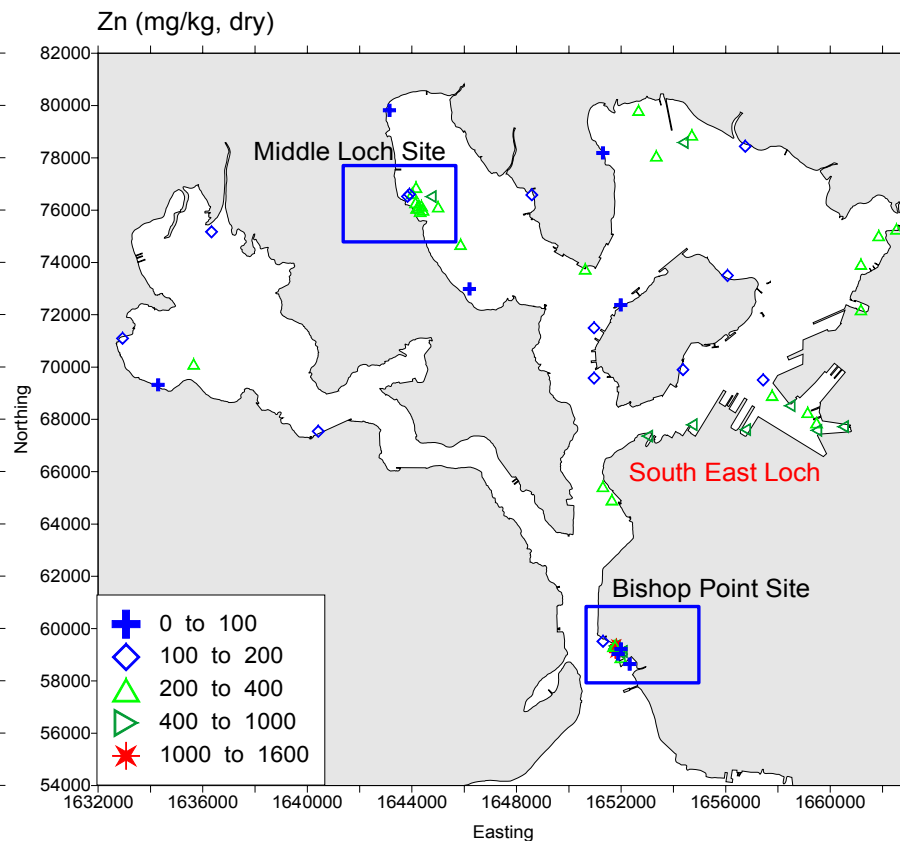 Zn (mg/kg, dry)
82000
80000
78000
76000
74000
72000
70000
68000
66000
64000
62000
60000
58000
56000
54000
Northing
Middle Loch Site
South East Loch
Bishop Point Site
0 to 100
100 to 200
200 to 400
400 to 1000
1000 to 1600
1632000 1636000 1640000 1644000 1648000 1652000 1656000 1660000
Easting